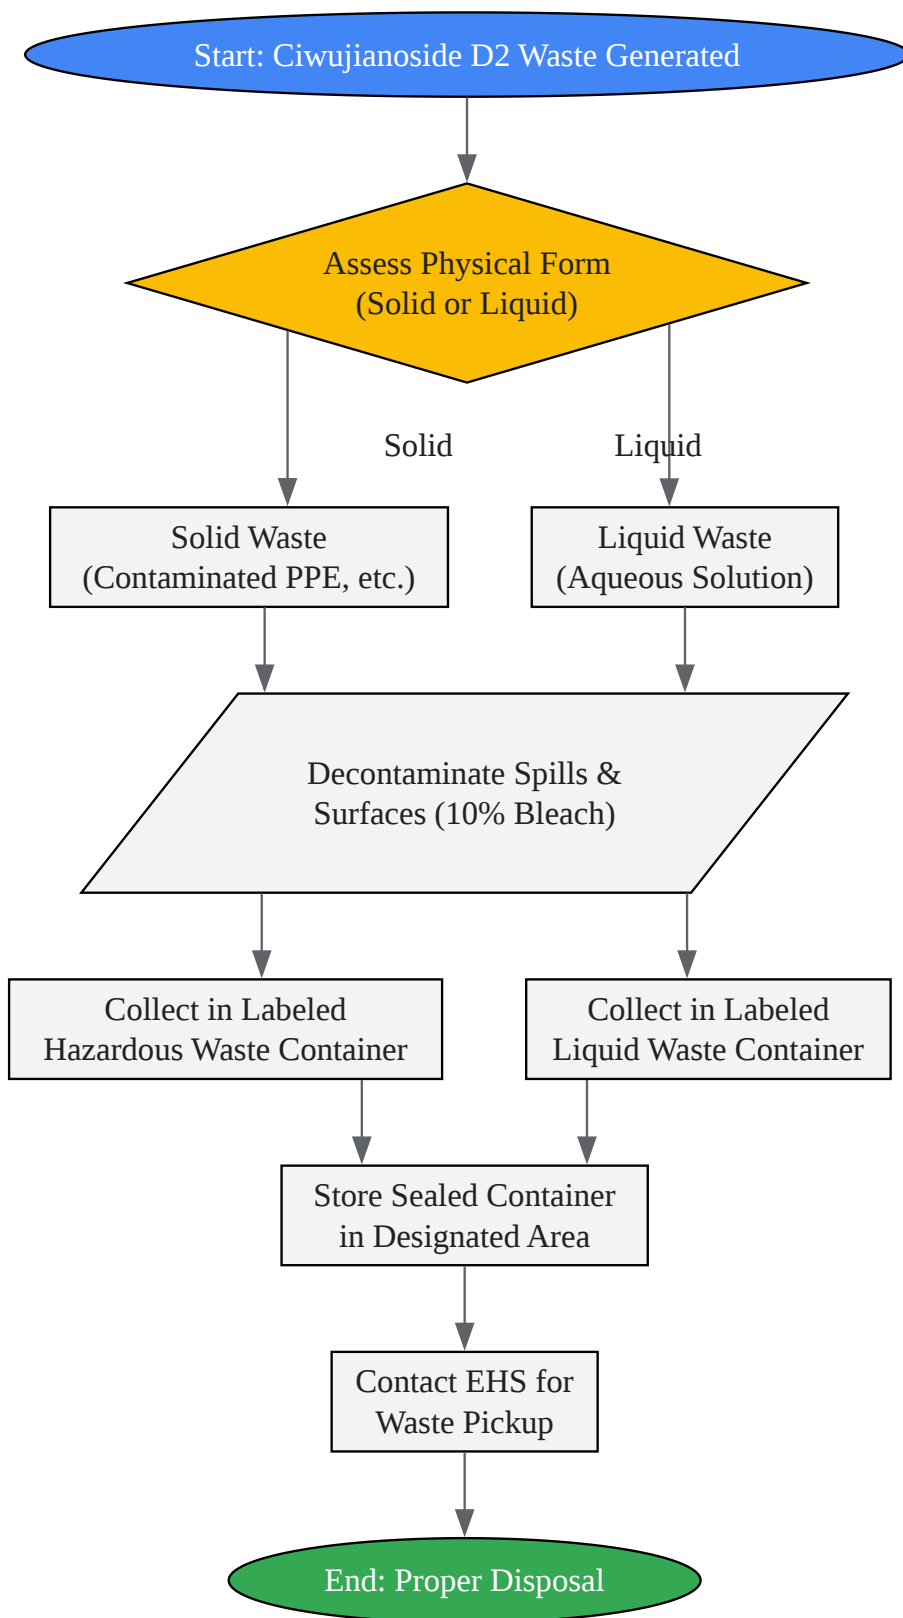 Start: Ciwujianoside D2 Waste Generated
Assess Physical Form
(Solid or Liquid)
Solid
Liquid
Solid Waste
(Contaminated PPE, etc.)
Liquid Waste
(Aqueous Solution)
Decontaminate Spills &
Surfaces (10% Bleach)
Collect in Labeled
Hazardous Waste Container
Collect in Labeled
Liquid Waste Container
Store Sealed Container
in Designated Area
Contact EHS for
Waste Pickup
End: Proper Disposal